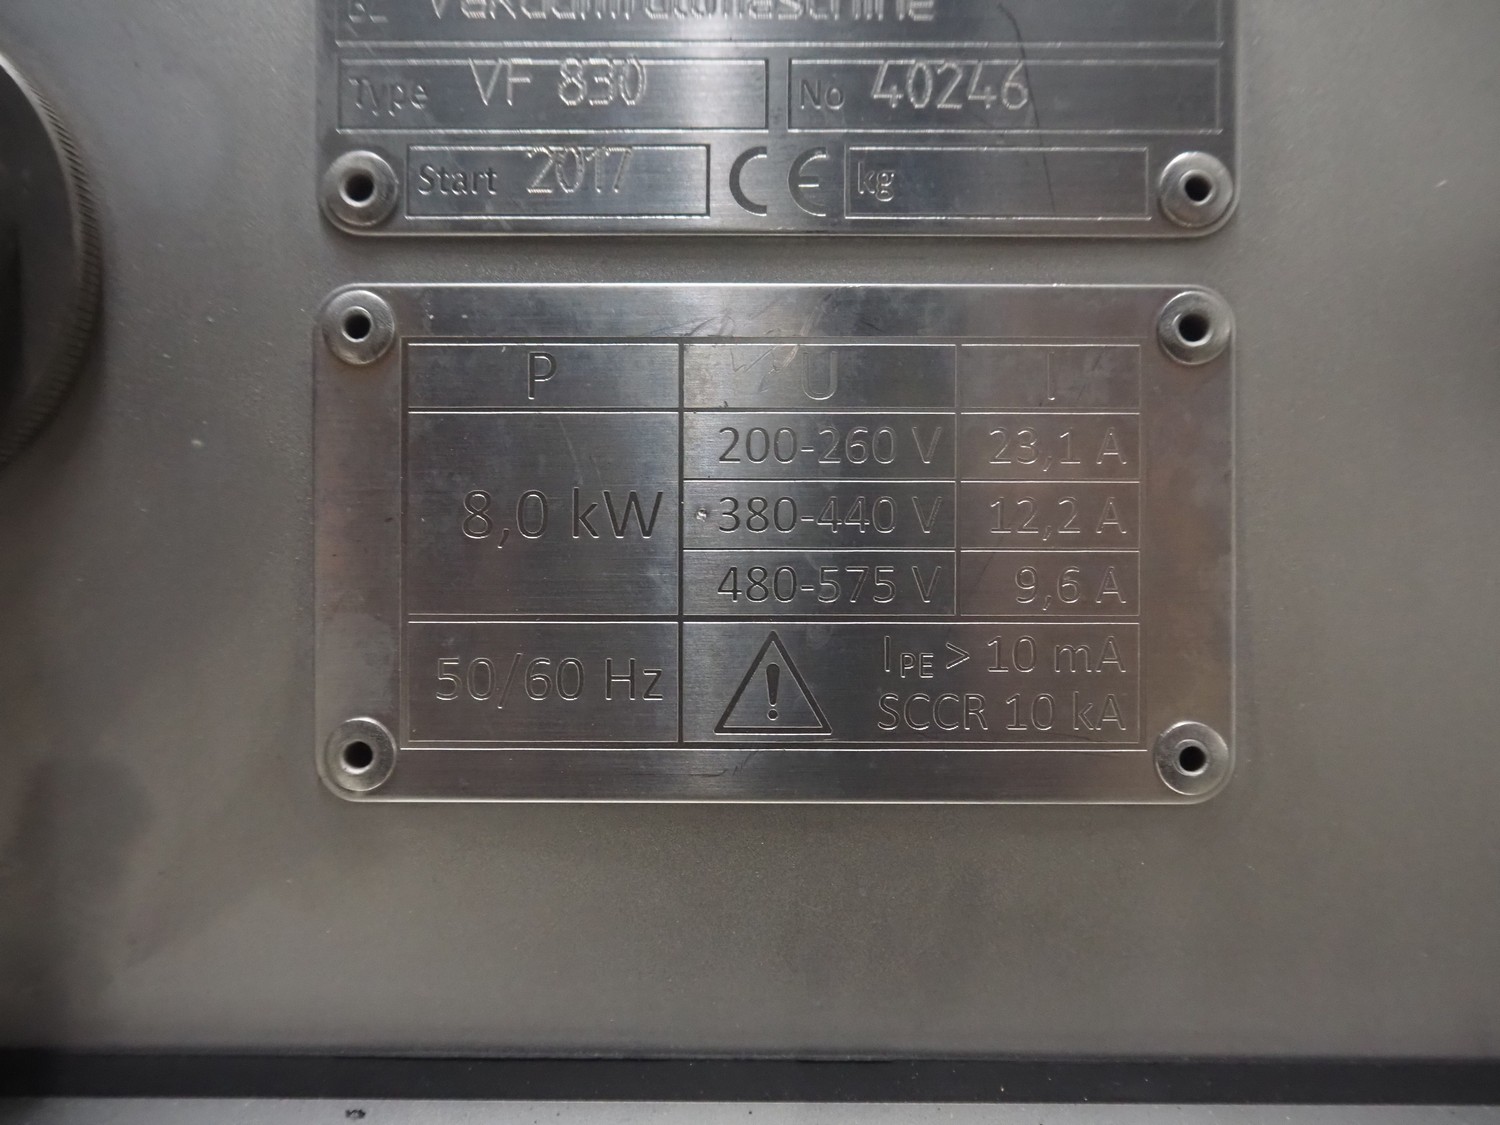 Type VF 830 No 40246
Start 2017 CE kg
P U I
8,0 kW
200-260 V 23,1 A
380-440 V 12,2 A
480-575 V 9,6 A
50/60 Hz
! IPE > 10 mA
SCCR 10 kA